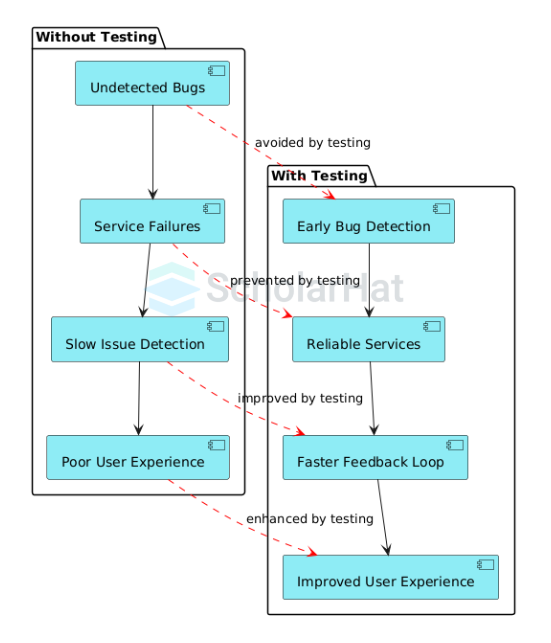 Without Testing
Undetected Bugs
avoided by testing
With Testing
Service Failures
Early Bug Detection
prevented by testing
ScholarHat
Slow Issue Detection
Reliable Services
improved by testing
Poor User Experience
Faster Feedback Loop
enhanced by testing
Improved User Experience